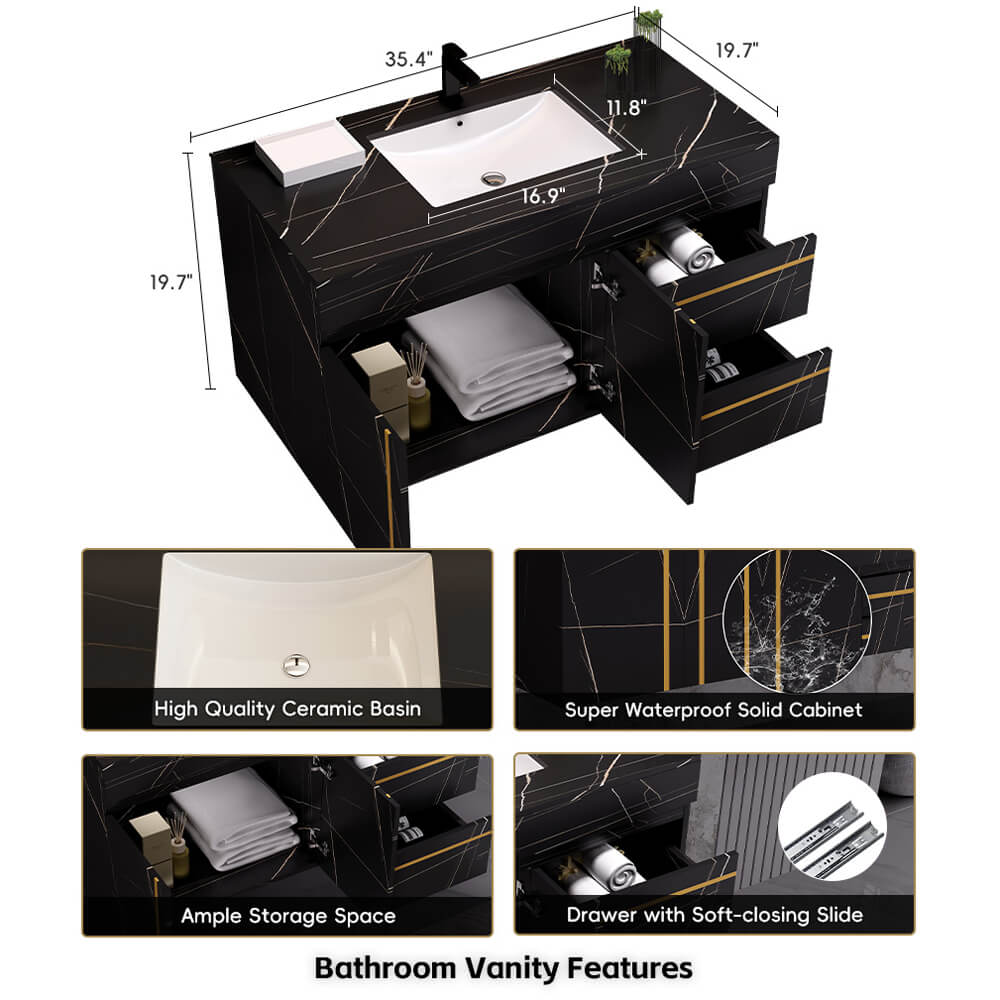 35.4"
19.7"
11.8"
16.9"
19.7"
High Quality Ceramic Basin
Super Waterproof Solid Cabinet
Ample Storage Space
Drawer with Soft-closing Slide
Bathroom Vanity Features